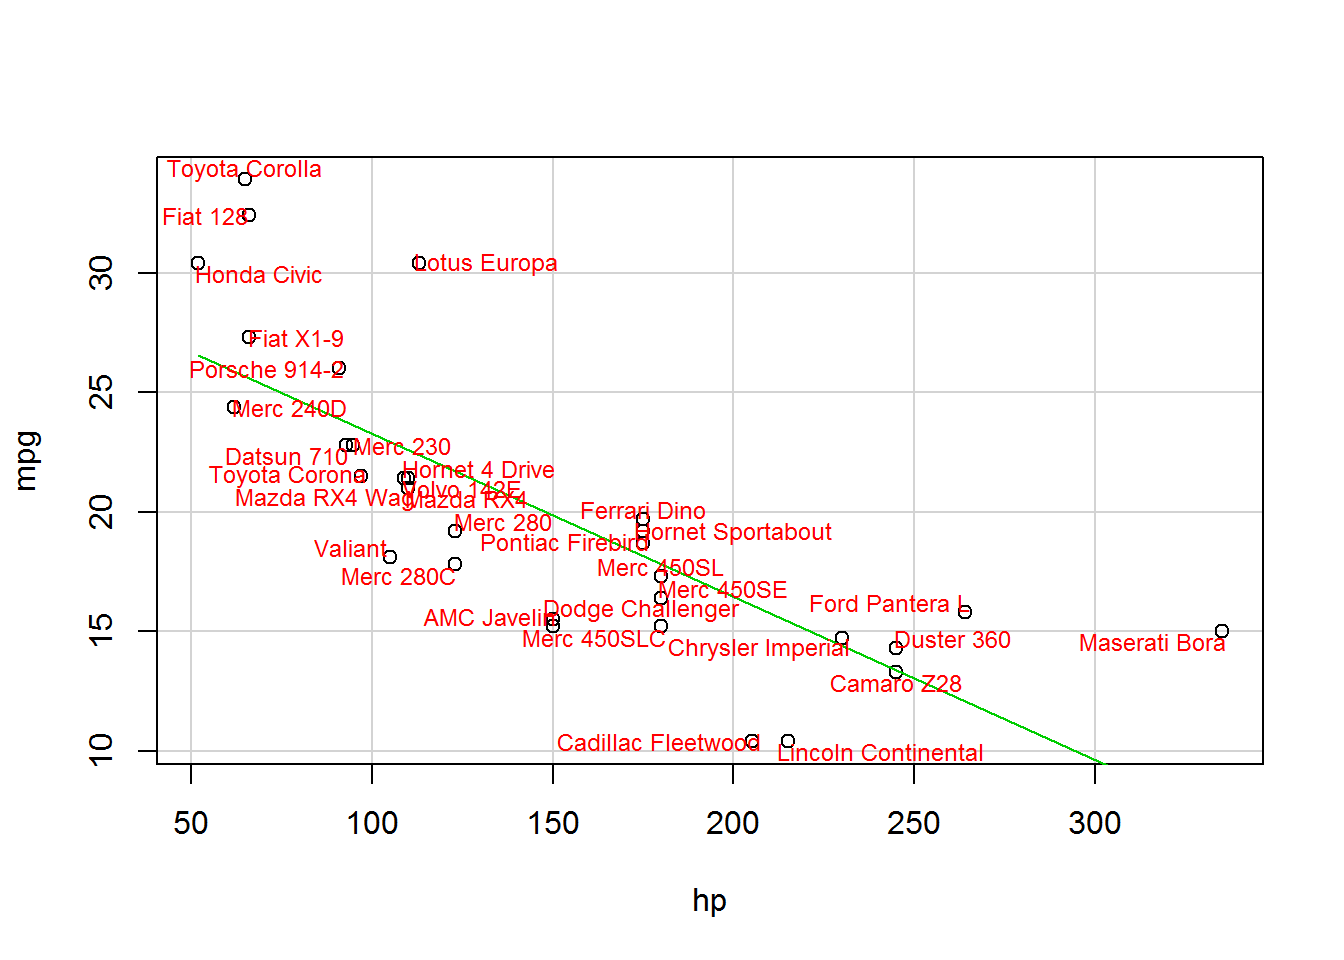 Toyota Corolla
Fiat 128
Lotus Europa
Honda Civic
Fiat X1-9
Porsche 914-2
Merc 240D
Merc 230
Datsun 710
Hornet 4 Drive
Toyota Corona
Volvo 142E
Mazda RX4 Wag
Mazda RX4
Ferrari Dino
Merc 280
Hornet Sportabout
Pontiac Firebird
Valiant
Merc 450SL
Merc 280C
Merc 450SE
Ford Pantera L
Dodge Challenger
AMC Javelin
Merc 450SLC
Duster 360
Maserati Bora
Chrysler Imperial
Camaro Z28
Cadillac Fleetwood
Lincoln Continental
30
25
20
15
10
mpg
50 100 150 200 250 300
hp